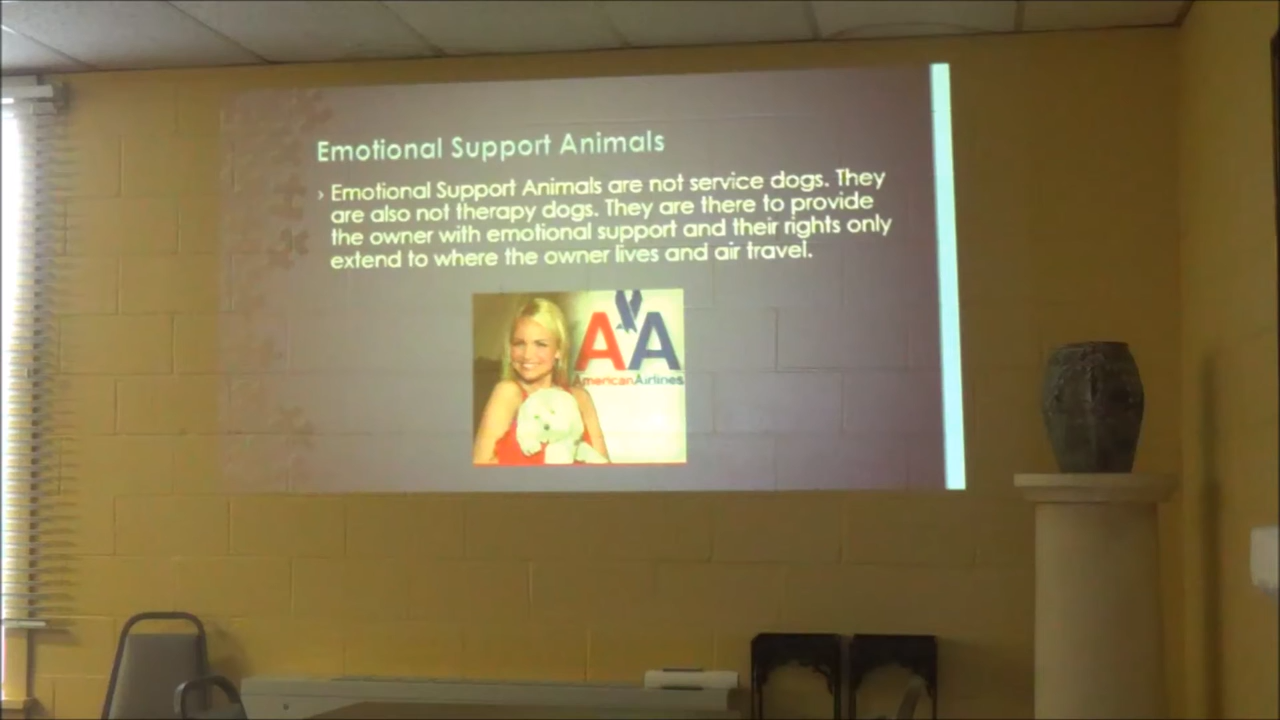 Emotional Support Animals
› Emotional Support Animals are not service dogs. They
are also not therapy dogs. They are there to provide
the owner with emotional support and their rights only
extend to where the owner lives and air travel.
AA
AmericanAirlines